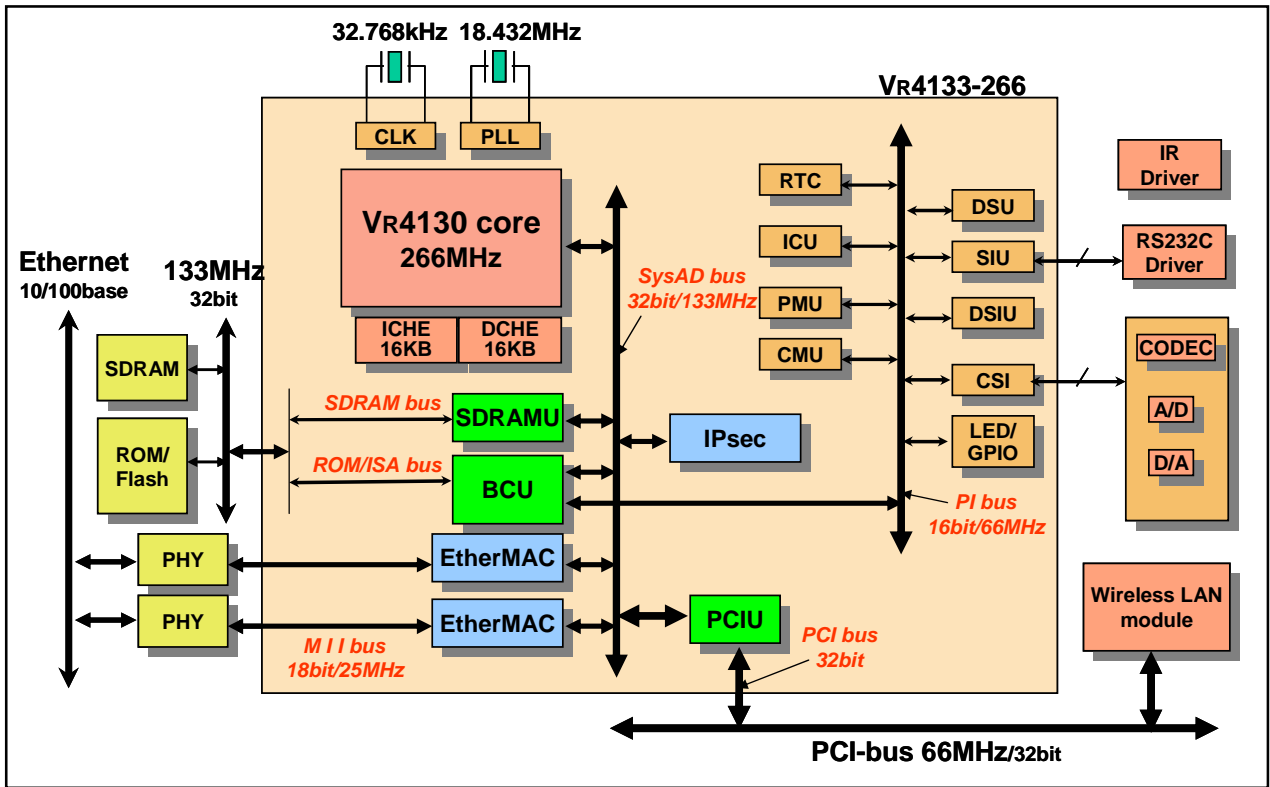 32.768kHz
18.432MHz
VR4133-266
CLK
PLL
VR4130 core
266MHz
ICHE
16KB
DCHE
16KB
Ethernet
10/100base
133MHz
32bit
SDRAM
ROM/
Flash
PHY
PHY
SDRAM bus
ROM/ISA bus
SDRAMU
BCU
EtherMAC
EtherMAC
M I I bus
18bit/25MHz
SysAD bus
32bit/133MHz
IPsec
PCIU
PCI bus
32bit
RTC
ICU
PMU
CMU
DSU
SIU
DSIU
CSI
LED/
GPIO
PI bus
16bit/66MHz
IR
Driver
RS232C
Driver
CODEC
A/D
D/A
Wireless LAN
module
PCI-bus 66MHz/32bit